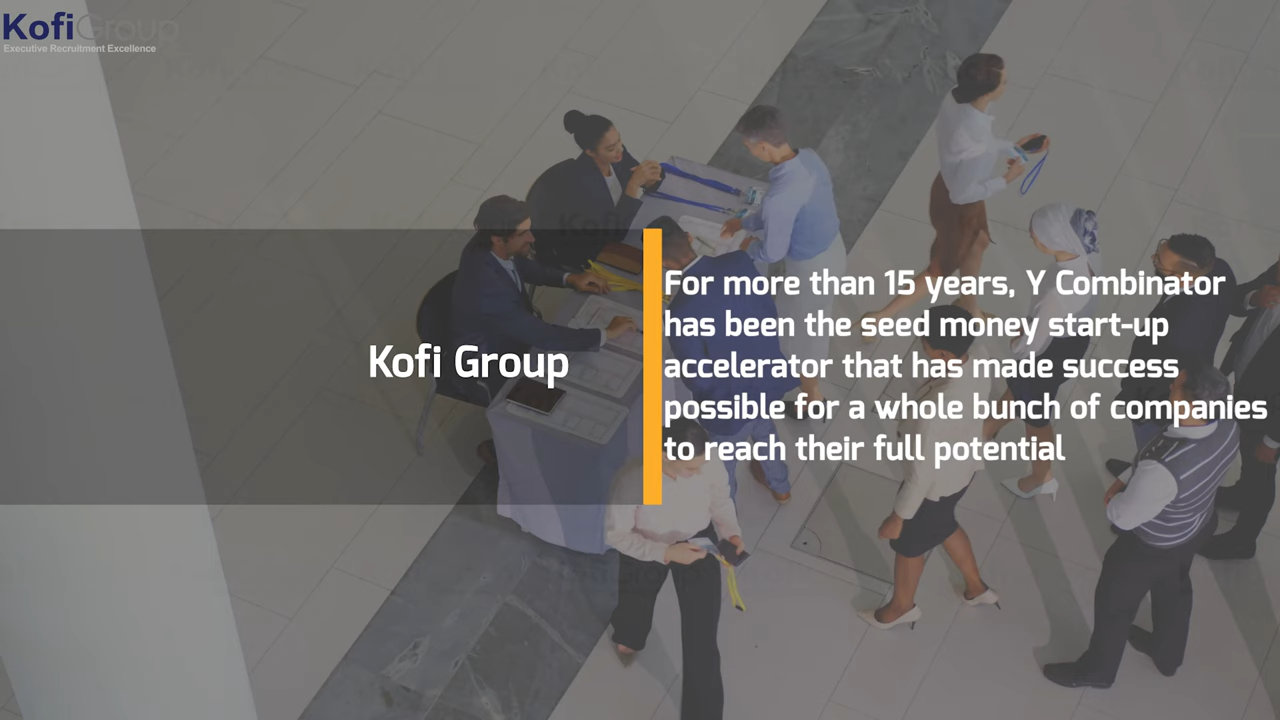 KofiGroup
Executive Recruitment Excellence
Kofi Group
For more than 15 years, Y Combinator
has been the seed money start-up
accelerator that has made success
possible for a whole bunch of companies
to reach their full potential